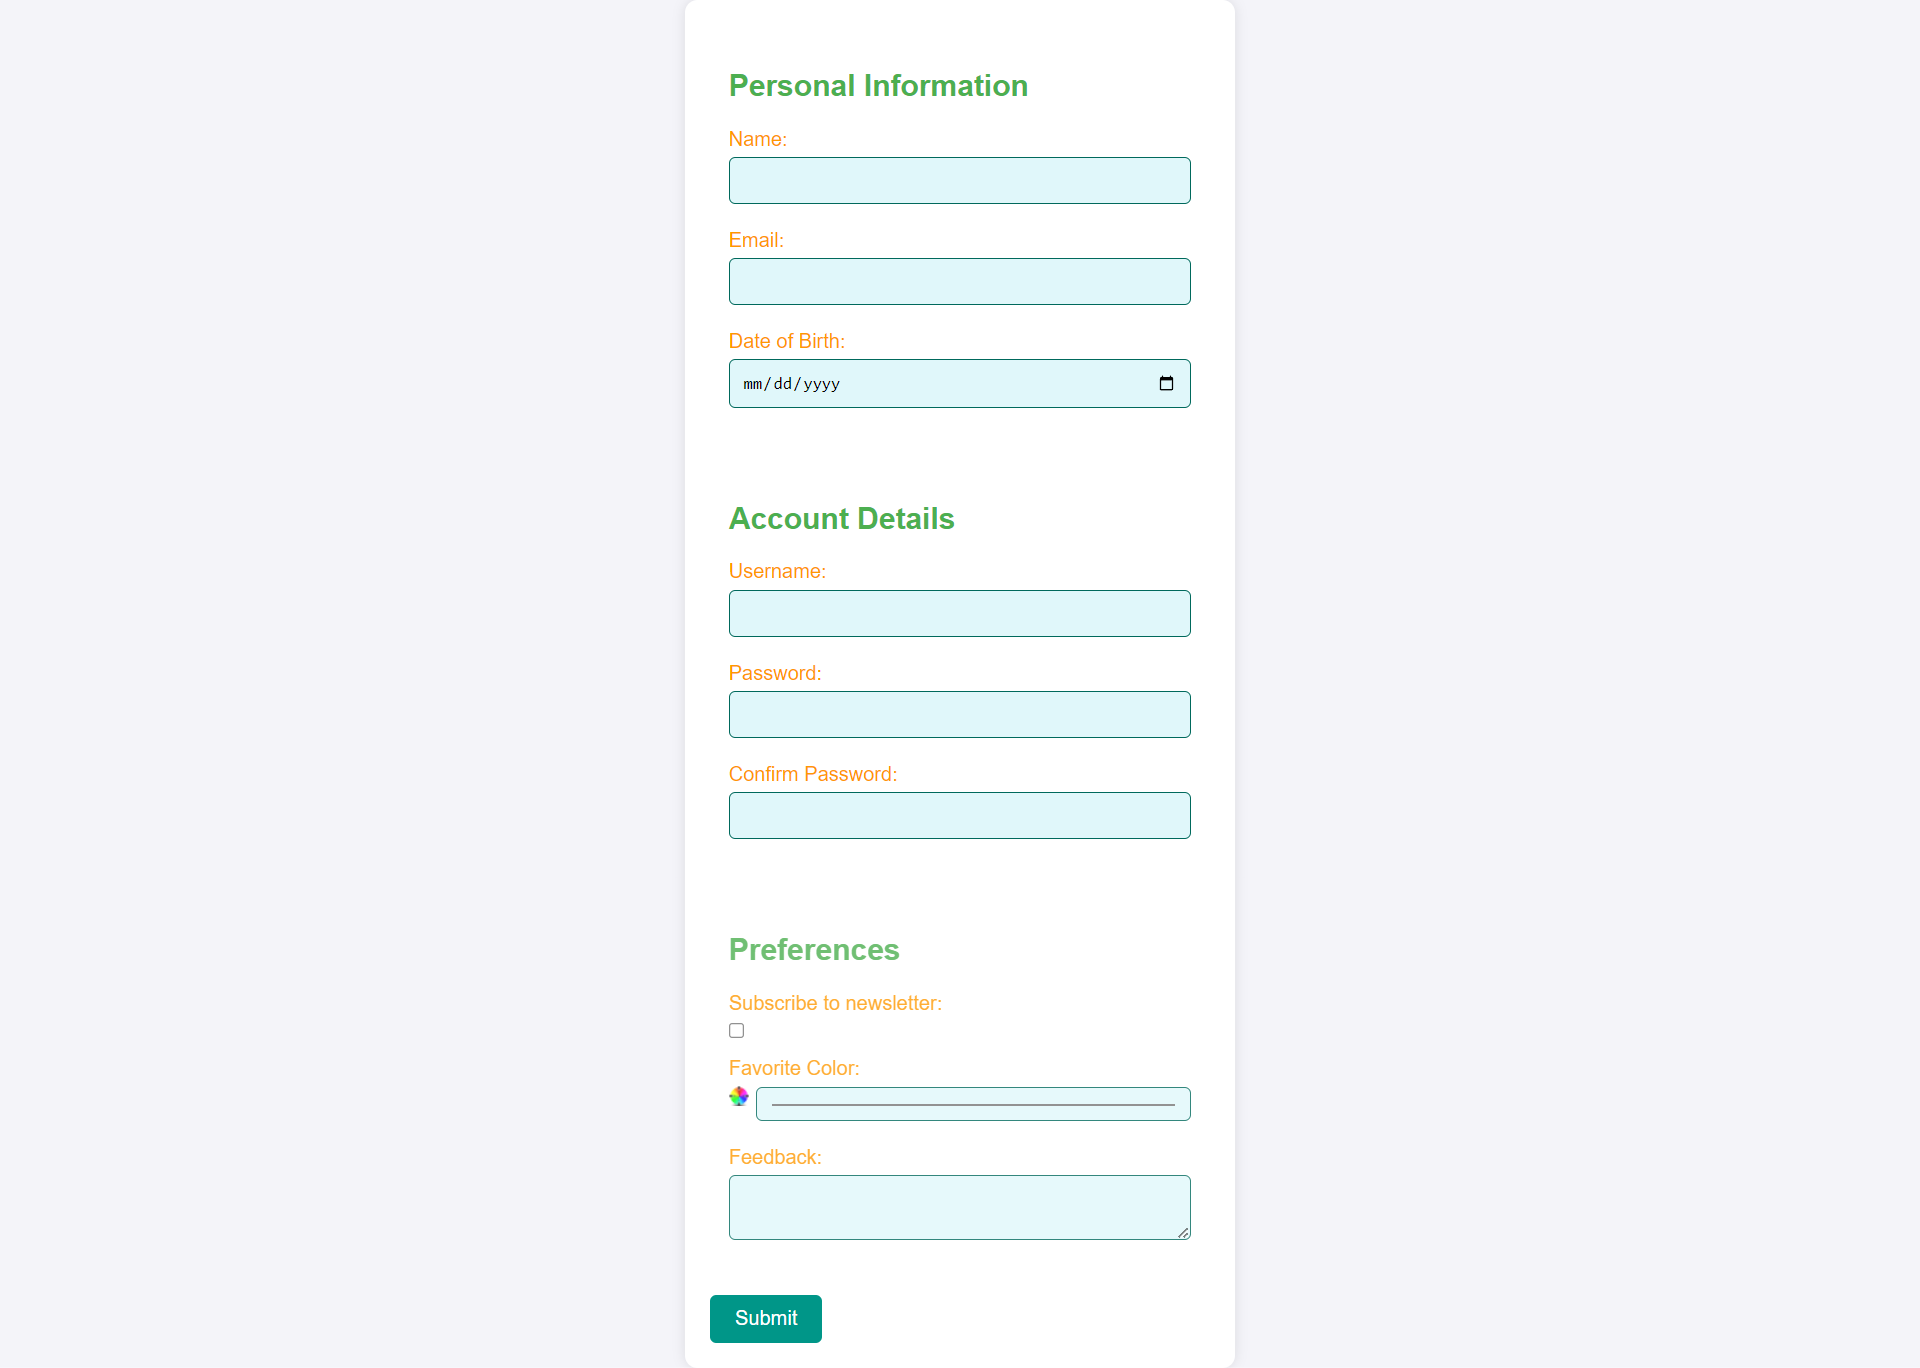 Personal Information
Name:
Email:
Date of Birth:
mm/dd/yyyy
Account Details
Username:
Password:
Confirm Password:
Preferences
Subscribe to newsletter:
Favorite Color:
Feedback:
Submit